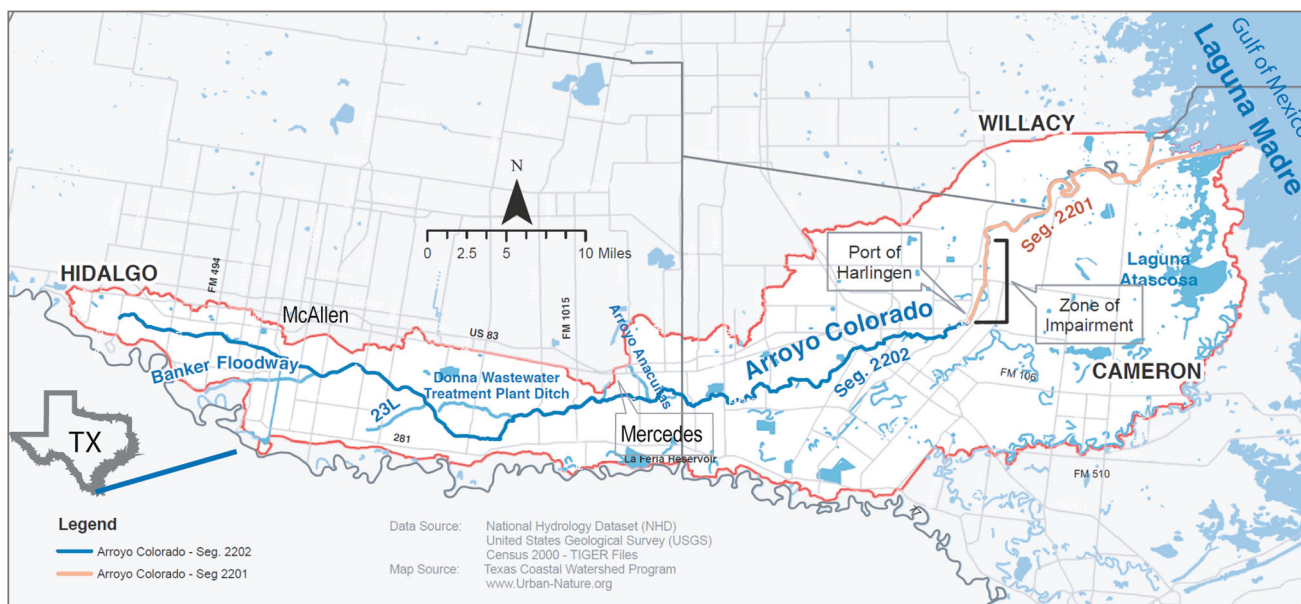 Gulf of Mexico
Laguna Madre
WILLACY
N
0 2.5 5 10 Miles
Seg. 2201
Port of
Harlingen
HIDALGO
FM 494
McAllen
US 83
FM 1015
Laguna
Atascosa
Zone of
Impairment
Arroyo Colorado
Arroyo Anacuitas
Banker Floodway
Donna Wastewater
Treatment Plant Ditch
Seg. 2202
FM 106
CAMERON
23L
281
Mercedes
La Feria Reservoir
TX
FM 510
77
Legend
Arroyo Colorado - Seg. 2202
Arroyo Colorado - Seg 2201
Data Source: National Hydrology Dataset (NHD)
United States Geological Survey (USGS)
Census 2000 - TIGER Files
Map Source: Texas Coastal Watershed Program
www.Urban-Nature.org